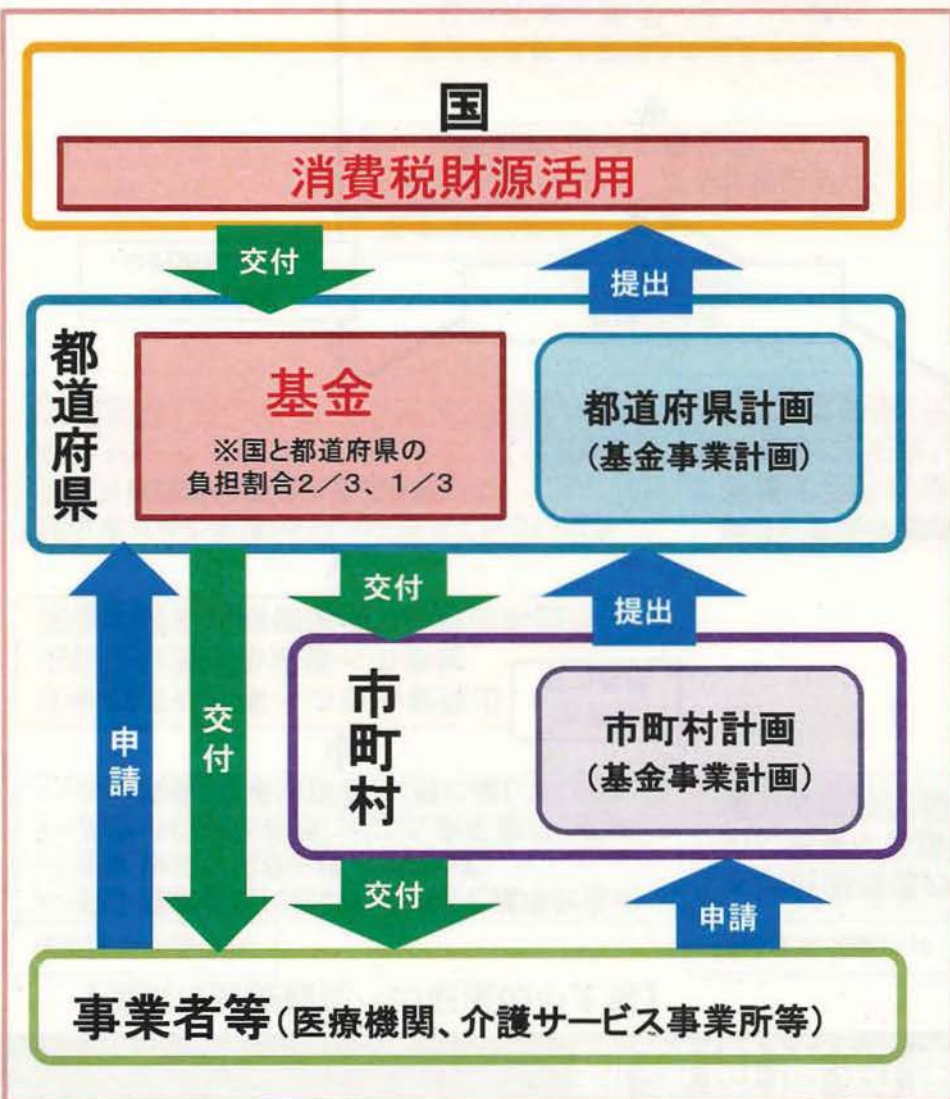 国
消費税財源活用
交付
提出
都道府県
基金
※国と都道府県の
負担割合2/3、1/3
都道府県計画
(基金事業計画)
交付
提出
申請
交付
市町村
市町村計画
(基金事業計画)
交付
申請
事業者等(医療機関、介護サービス事業所等)